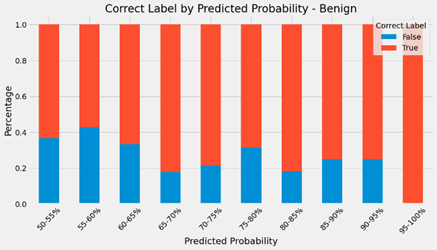 Correct Label by Predicted Probability - Benign
Correct Label
False
True
Percentage
1.0
0.8
0.6
0.4
0.2
0.0
50-55%
55-60%
60-65%
65-70%
70-75%
75-80%
80-85%
85-90%
90-95%
95-100%
Predicted Probability